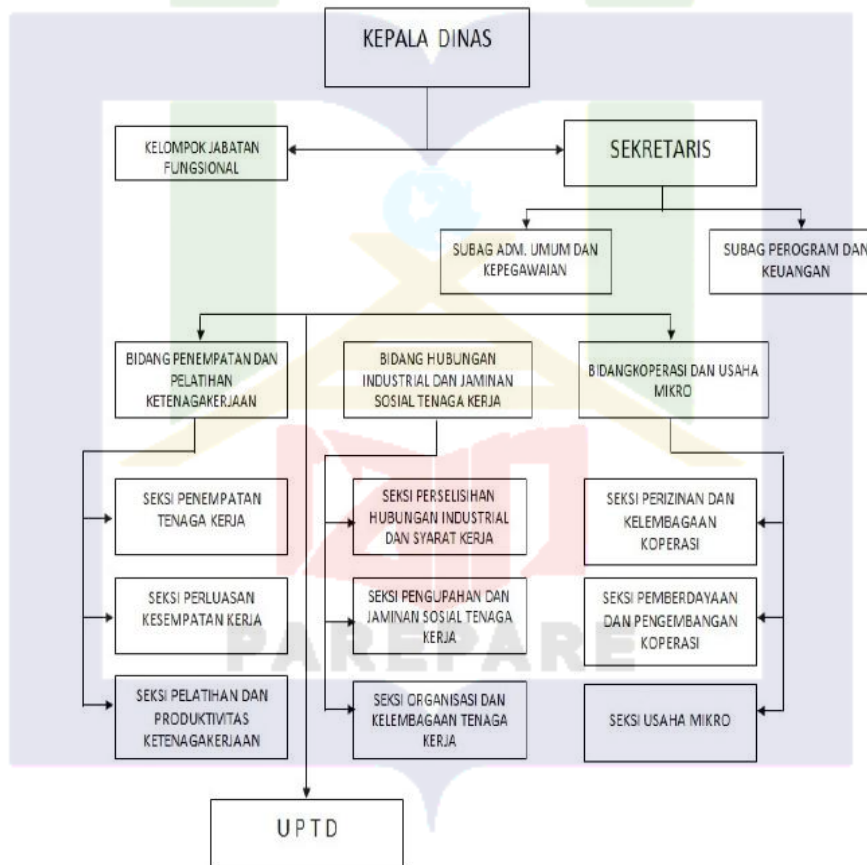 KEPALA DINAS
KELOMPOK JABATAN
FUNGSIONAL
SEKRETARIS
SUBAG ADM. UMUM DAN
KEPEGAWAIAN
SUBAG PEROGRAM DAN
KEUANGAN
BIDANG PENEMPATAN DAN
PELATIHAN
KETENAGAKERJAAN
BIDANG HUBUNGAN
INDUSTRIAL DAN JAMINAN
SOSIAL TENAGA KERJA
BIDANGKOPERASI DAN USAHA
MIKRO
SEKSI PENEMPATAN
TENAGA KERJA
SEKSI PERSELISIHAN
HUBUNGAN INDUSTRIAL
DAN SYARAT KERJA
SEKSI PERIZINAN DAN
KELEMBAGAAN
KOPERASI
SEKSI PERLUASAN
KESEMPATAN KERJA
SEKSI PENGUPAHAN DAN
JAMINAN SOSIAL TENAGA
KERJA
SEKSI PEMBERDAYAAN
DAN PENGEMBANGAN
KOPERASI
PAREPARE
SEKSI PELATIHAN DAN
PRODUKTIVITAS
KETENAGAKERJAAN
SEKSI ORGANISASI DAN
KELEMBAGAAN TENAGA
KERJA
SEKSI USAHA MIKRO
UPTD